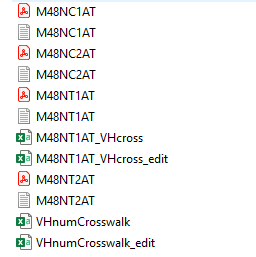 M48NC1AT
M48NC1AT
M48NC2AT
M48NC2AT
M48NT1AT
M48NT1AT
M48NT1AT_VHcross
M48NT1AT_VHcross_edit
M48NT2AT
M48NT2AT
VHnumCrosswalk
VHnumCrosswalk_edit